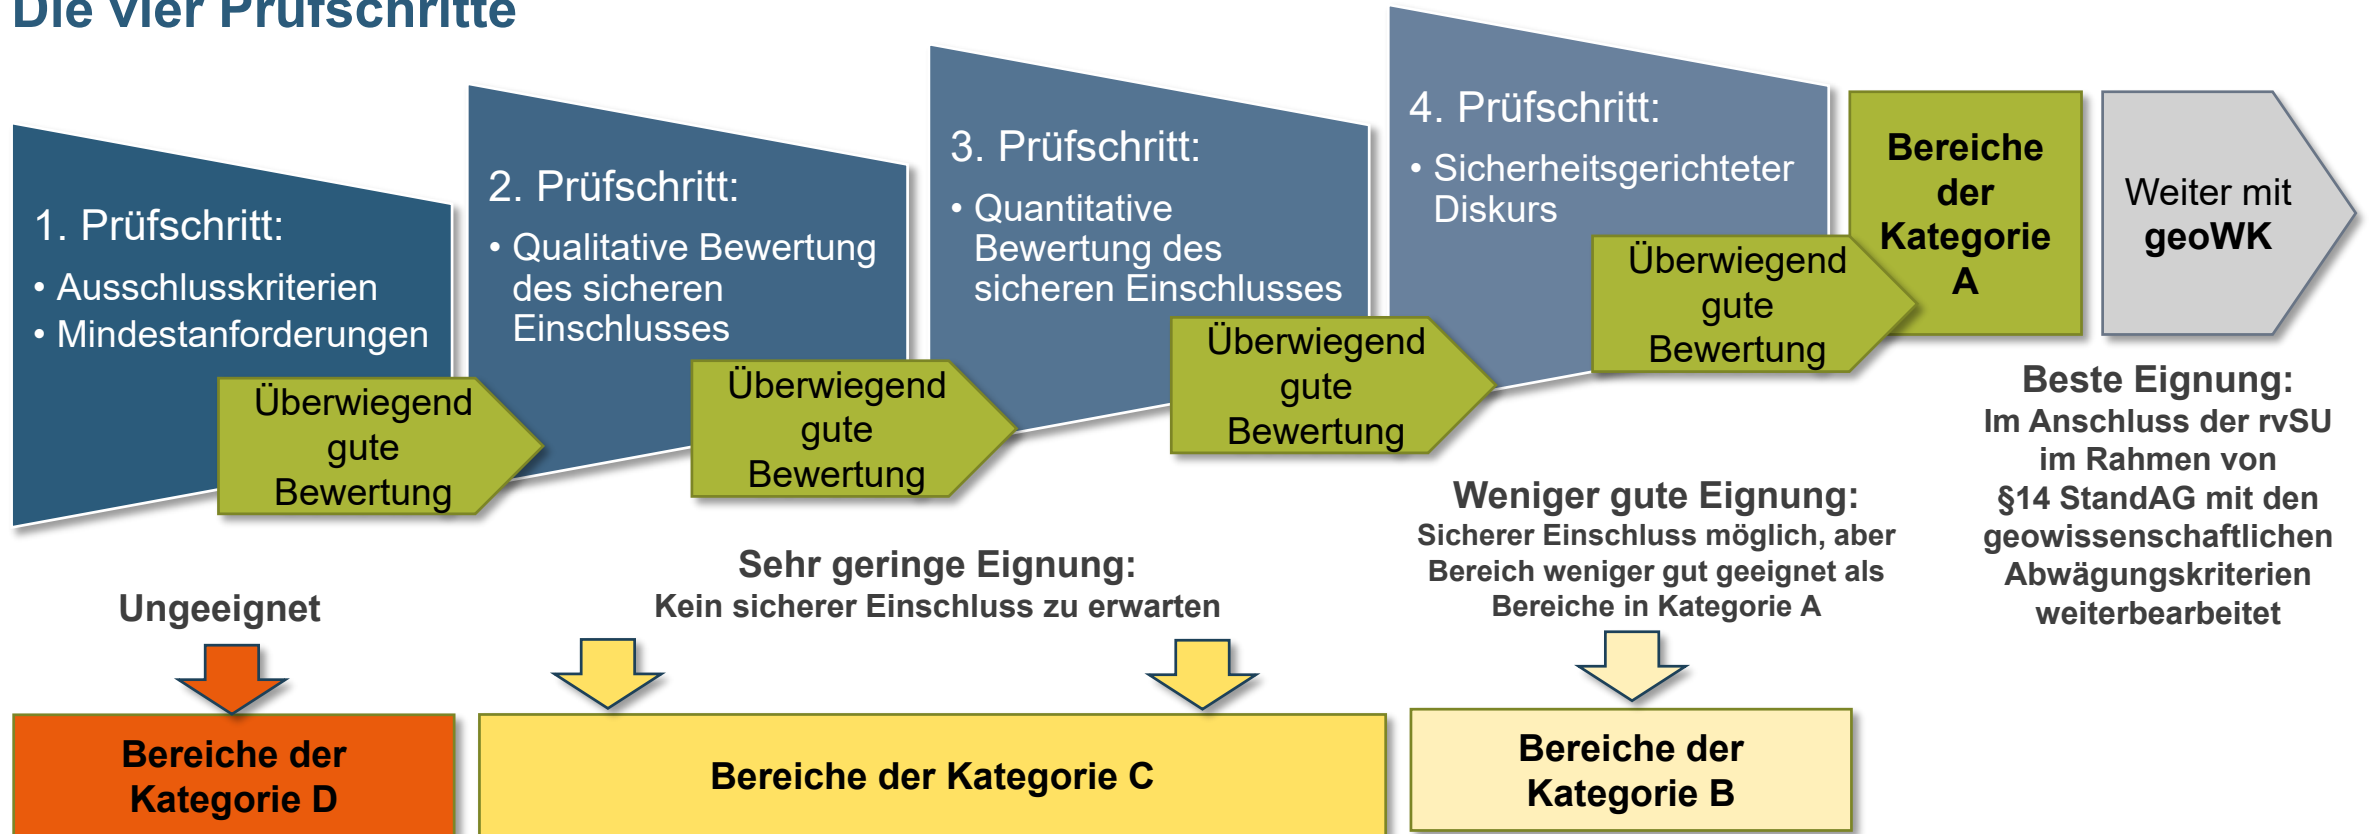 Die vier Prüfschritte
1. Prüfschritt:
• Ausschlusskriterien
• Mindestanforderungen
Überwiegend
gute
Bewertung
2. Prüfschritt:
• Qualitative Bewertung
des sicheren
Einschlusses
Überwiegend
gute
Bewertung
3. Prüfschritt:
• Quantitative
Bewertung des
sicheren Einschlusses
Überwiegend
gute
Bewertung
4. Prüfschritt:
• Sicherheitsgerichteter
Diskurs
Überwiegend
gute
Bewertung
Bereiche
der
Kategorie
A
Weiter mit
geoWK
Ungeeignet
Sehr geringe Eignung:
Kein sicherer Einschluss zu erwarten
Weniger gute Eignung:
Sicherer Einschluss möglich, aber
Bereich weniger gut geeignet als
Bereiche in Kategorie A
Beste Eignung:
Im Anschluss der rvSU
im Rahmen von
§14 StandAG mit den
geowissenschaftlichen
Abwägungskriterien
weiterbearbeitet
Bereiche der
Kategorie D
Bereiche der Kategorie C
Bereiche der
Kategorie B